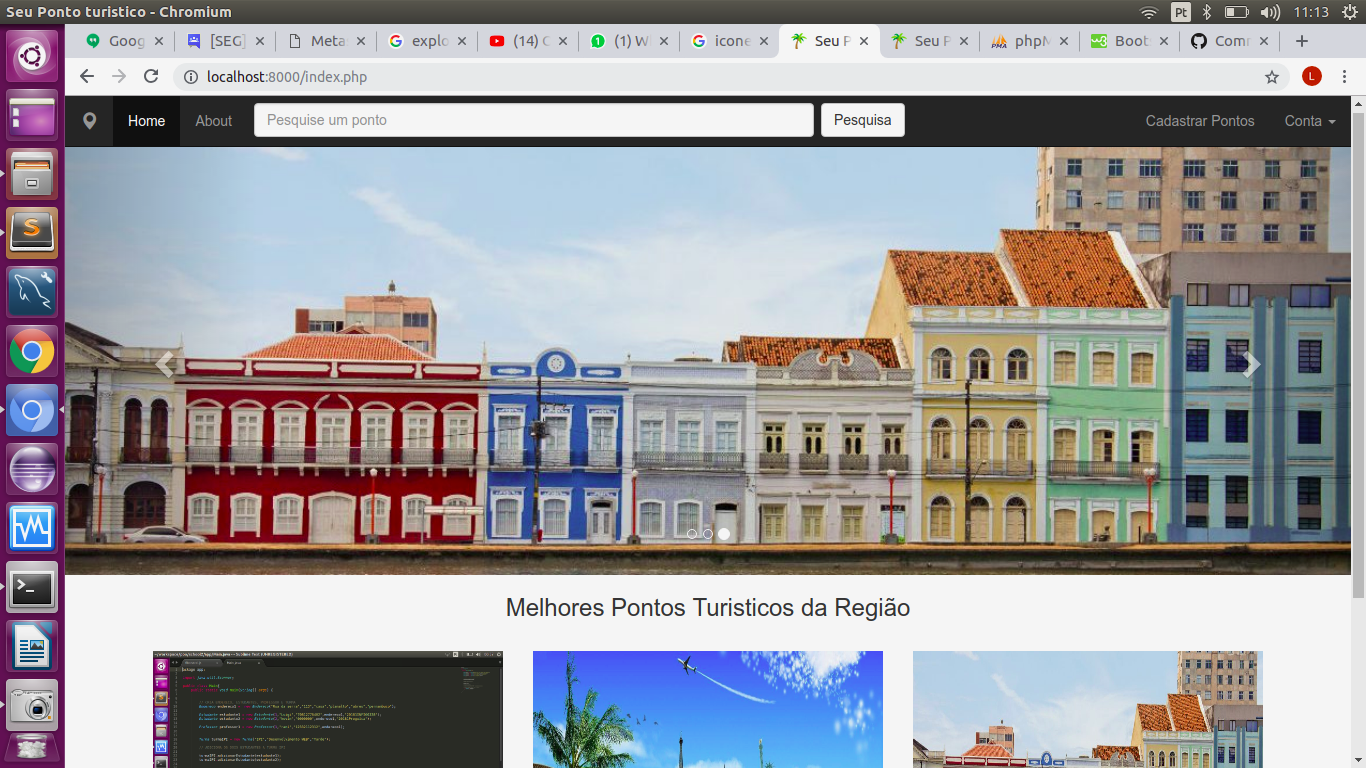 Seu Ponto turistico - Chromium
Pt
11:13
Goog
[SEG]
Meta
explo
(14) C
(1) W
icone
Seu P
Seu P
phpM
Boot
Com
localhost:8000/index.php
L
Home
About
Pesquise um ponto
Pesquisa
Cadastrar Pontos
Conta
Melhores Pontos Turisticos da Região